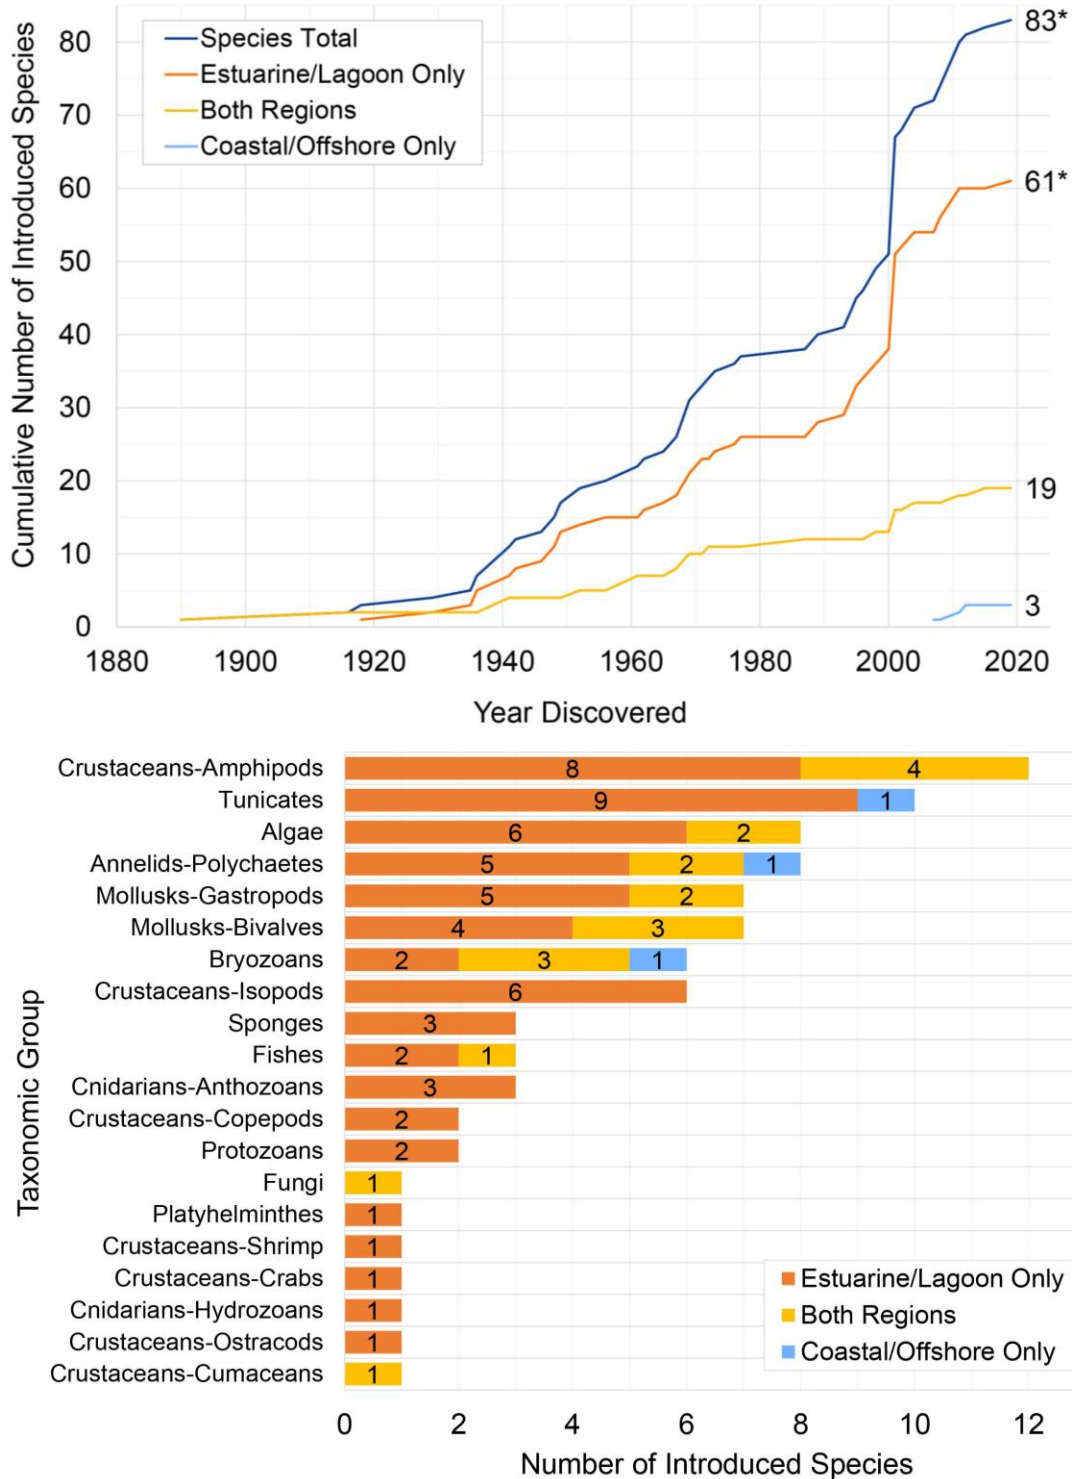 Cumulative Number of Introduced Species
80
70
60
50
40
30
20
10
0
Species Total
Estuarine/Lagoon Only
Both Regions
Coastal/Offshore Only
83*
61*
19
3
1880 1900 1920 1940 1960 1980 2000 2020
Year Discovered
Taxonomic Group
Crustaceans-Amphipods 8 4
Tunicates 9 1
Algae 6 2
Annelids-Polychaetes 5 2 1
Mollusks-Gastropods 5 2
Mollusks-Bivalves 4 3
Bryozoans 2 3 1
Crustaceans-Isopods 6
Sponges 3
Fishes 2 1
Cnidarians-Anthozoans 3
Crustaceans-Copepods 2
Protozoans 2
Fungi 1
Platyhelminthes 1
Crustaceans-Shrimp 1
Crustaceans-Crabs 1
Cnidarians-Hydrozoans 1
Crustaceans-Ostracods 1
Crustaceans-Cumaceans 1
Estuarine/Lagoon Only
Both Regions
Coastal/Offshore Only
0 2 4 6 8 10 12
Number of Introduced Species